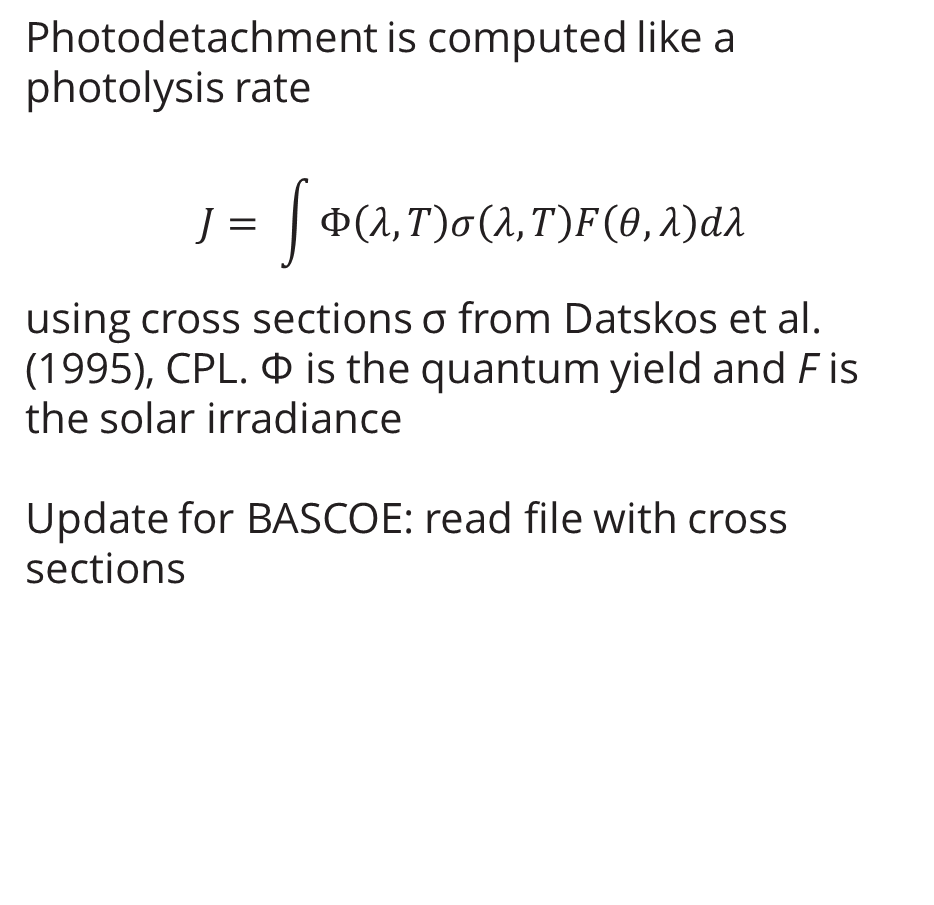 Photodetachment is computed like a
photolysis rate
J = ∫ Φ(λ, T)σ(λ, T)F(θ, λ)dλ
using cross sections σ from Datskos et al.
(1995), CPL. Φ is the quantum yield and F is
the solar irradiance
Update for BASCOE: read file with cross
sections